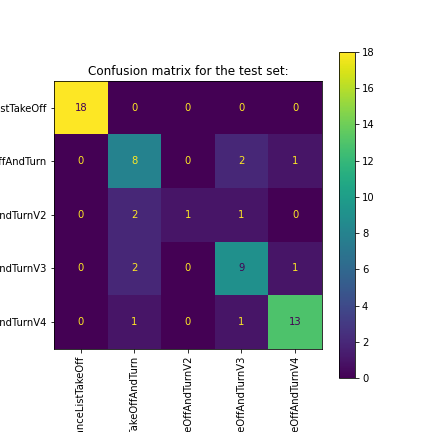 Confusion matrix for the test set:
stTakeOff 18 0 0 0 0
ffAndTurn 0 8 0 2 1
ndTurnV2 0 2 1 1 0
ndTurnV3 0 2 0 9 1
ndTurnV4 0 1 0 1 13
anceListTakeOff
TakeOffAndTurn
eOffAndTurnV2
eOffAndTurnV3
eOffAndTurnV4
18
16
14
12
10
8
6
4
2
0